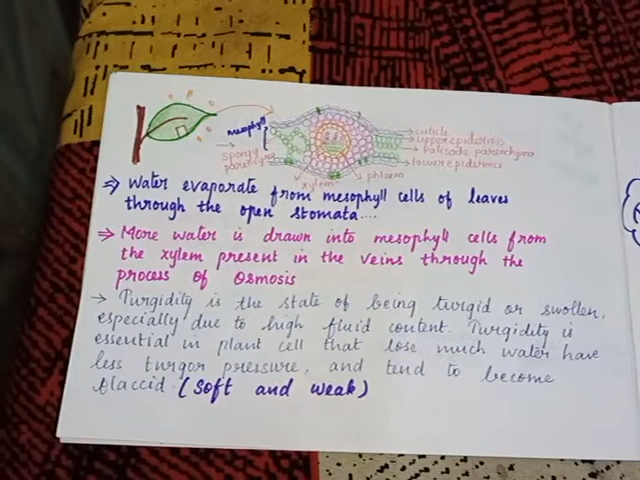 mesophyll
spongy
parenchyma
xylem
phloem
cuticle
upper epidermis
palisade parenchyma
lower epidermis
⇒ Water evaporate from mesophyll cells of leaves
through the open stomata....
⇒ More water is drawn into mesophyll cells from
the xylem present in the veins through the
process of Osmosis
→ Turgidity is the state of being turgid or swollen,
especially due to high fluid content. Turgidity is
essential in plant cell that lose much water have
less turgor pressure, and tend to become
flaccid. (soft and weak)